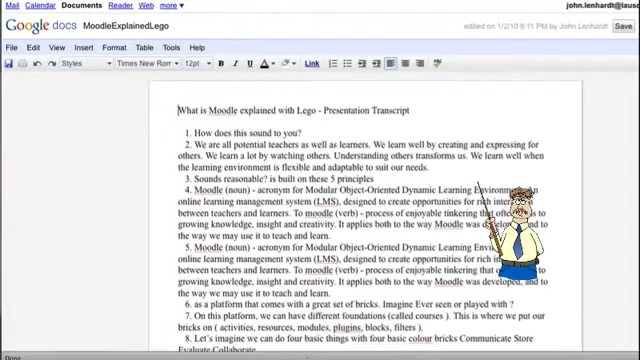 Mail Calendar Documents Reader Web more ▼
john.lenhardt@lausc
Google docs MoodleExplainedLego
edited on 1/2/10 8:11 PM by John Lenhardt
Save
File Edit View Insert Format Table Tools Help
Styles Times New Rom 12pt B I U A Link
What is Moodle explained with Lego - Presentation Transcript
1. How does this sound to you?
2. We are all potential teachers as well as learners. We learn well by creating and expressing for
others. We learn a lot by watching others. Understanding others transforms us. We learn well when
the learning environment is flexible and adaptable to suit our needs.
3. Sounds reasonable? is built on these 5 principles
4. Moodle (noun) - acronym for Modular Object-Oriented Dynamic Learning Environment. An
online learning management system (LMS), designed to create opportunities for rich inter
between teachers and learners. To moodle (verb) - process of enjoyable tinkering that often to
growing knowledge, insight and creativity. It applies both to the way Moodle was developed, and to
the way we may use it to teach and learn.
5. Moodle (noun) - acronym for Modular Object-Oriented Dynamic Learning Envi
online learning management system (LMS), designed to create opportunities for rich
between teachers and learners. To moodle (verb) - process of enjoyable tinkering that to
growing knowledge, insight and creativity. It applies both to the way Moodle was developed, and to
the way we may use it to teach and learn.
6. as a platform that comes with a great set of bricks. Imagine Ever seen or played with ?
7. On this platform, we can have different foundations (called courses ). This is where we put our
bricks on ( activities, resources, modules, plugins, blocks, filters ).
8. Let's imagine we can do four basic things with four basic colour bricks Communicate Store
Evaluate Collaborate
Done